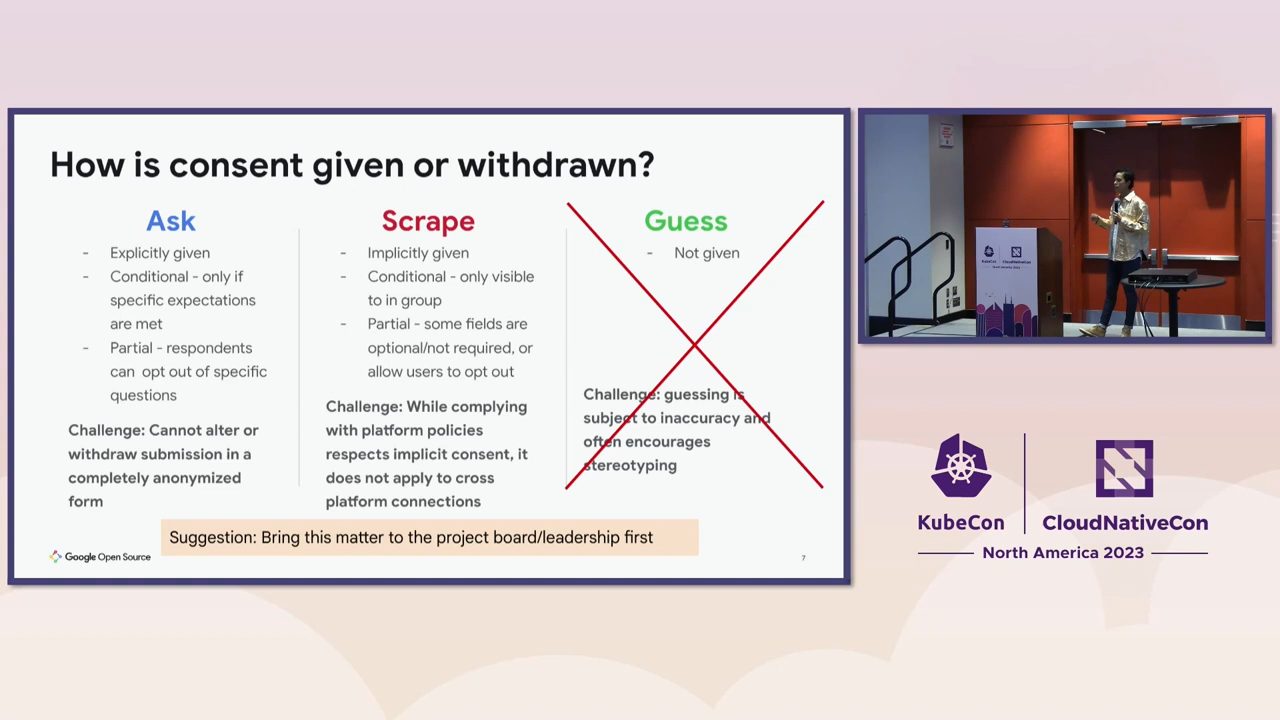 How is consent given or withdrawn?
Ask
- Explicitly given
- Conditional - only if
specific expectations
are met
- Partial - respondents
can opt out of specific
questions
Challenge: Cannot alter or
withdraw submission in a
completely anonymized
form
Scrape
- Implicitly given
- Conditional - only visible
to in group
- Partial - some fields are
optional/not required, or
allow users to opt out
Challenge: While complying
with platform policies
respects implicit consent, it
does not apply to cross
platform connections
Guess
- Not given
Challenge: guessing is
subject to inaccuracy and
often encourages
stereotyping
Suggestion: Bring this matter to the project board/leadership first
Google Open Source
7
KubeCon
CloudNativeCon
North America 2023